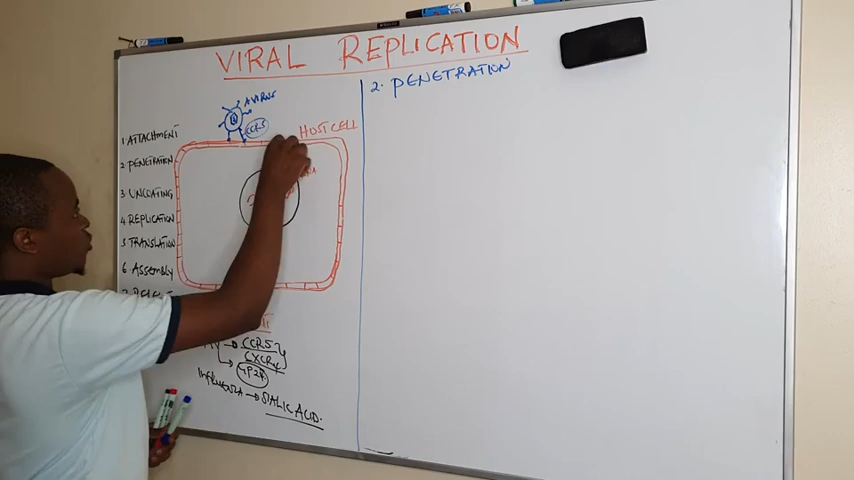 VIRAL REPLICATION
2. PENETRATION
A VIRUS
CCR5
HOST CELL
1 ATTACHMENT
2 PENETRATION
3. UNCOATING
4. REPLICATION
5. TRANSLATION
6 ASSEMBLY
CCR5
CXCR4
INFLUENZA → SIALIC ACID.